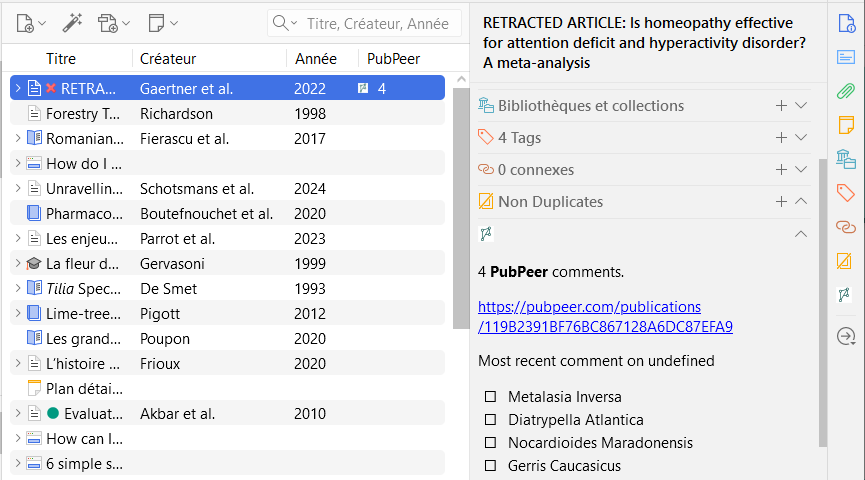 Titre, Créateur, Année
Titre Créateur Année PubPeer
RETRA... Gaertner et al. 2022 4
Forestry T... Richardson 1998
Romanian... Fierascu et al. 2017
How do I ...
Unravellin... Schotsmans et al. 2024
Pharmaco... Boutefnouchet et al. 2020
Les enjeu... Parrot et al. 2023
La fleur d... Gervasoni 1999
Tilia Spec... De Smet 1993
Lime-tree... Pigott 2012
Les grand... Poupon 2020
L'histoire ... Frioux 2020
Plan détai...
Evaluat... Akbar et al. 2010
How can I...
6 simple s...
RETRACTED ARTICLE: Is homeopathy effective
for attention deficit and hyperactivity disorder?
A meta-analysis
Bibliothèques et collections
4 Tags
0 connexes
Non Duplicates
4 PubPeer comments.
https://pubpeer.com/publications
/119B2391BF76BC867128A6DC87EFA9
Most recent comment on undefined
Metalasia Inversa
Diatrypella Atlantica
Nocardioides Maradonensis
Gerris Caucasicus